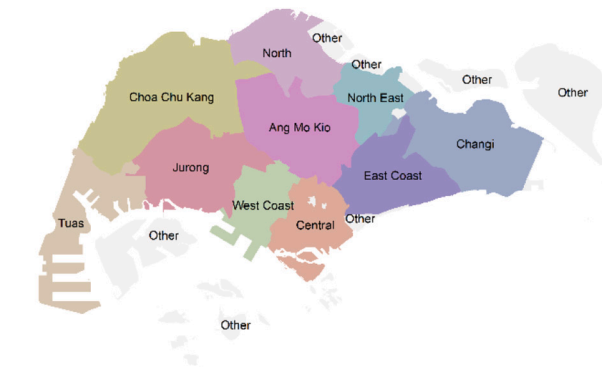 Other
North
Other
Other
Other
Choa Chu Kang
North East
Ang Mo Kio
Changi
Jurong
East Coast
West Coast
Other
Tuas
Central
Other
Other